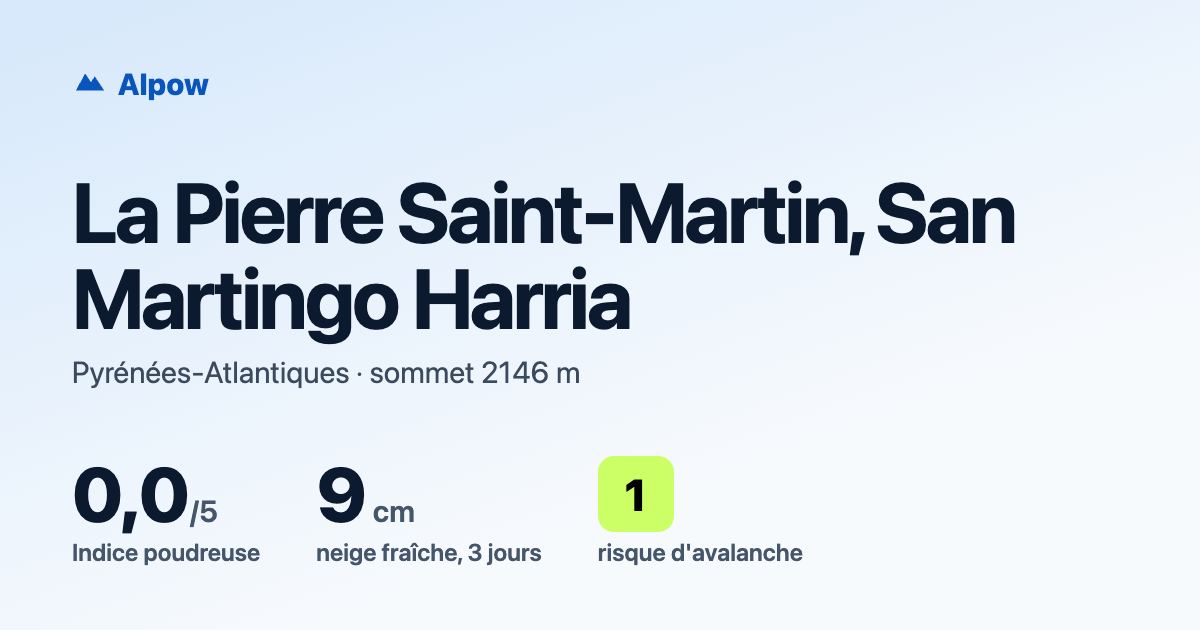 Alpow
La Pierre Saint-Martin, San
Martingo Harria
Pyrénées-Atlantiques · sommet 2146 m
0,0/5
Indice poudreuse
9 cm
neige fraîche, 3 jours
1
risque d'avalanche